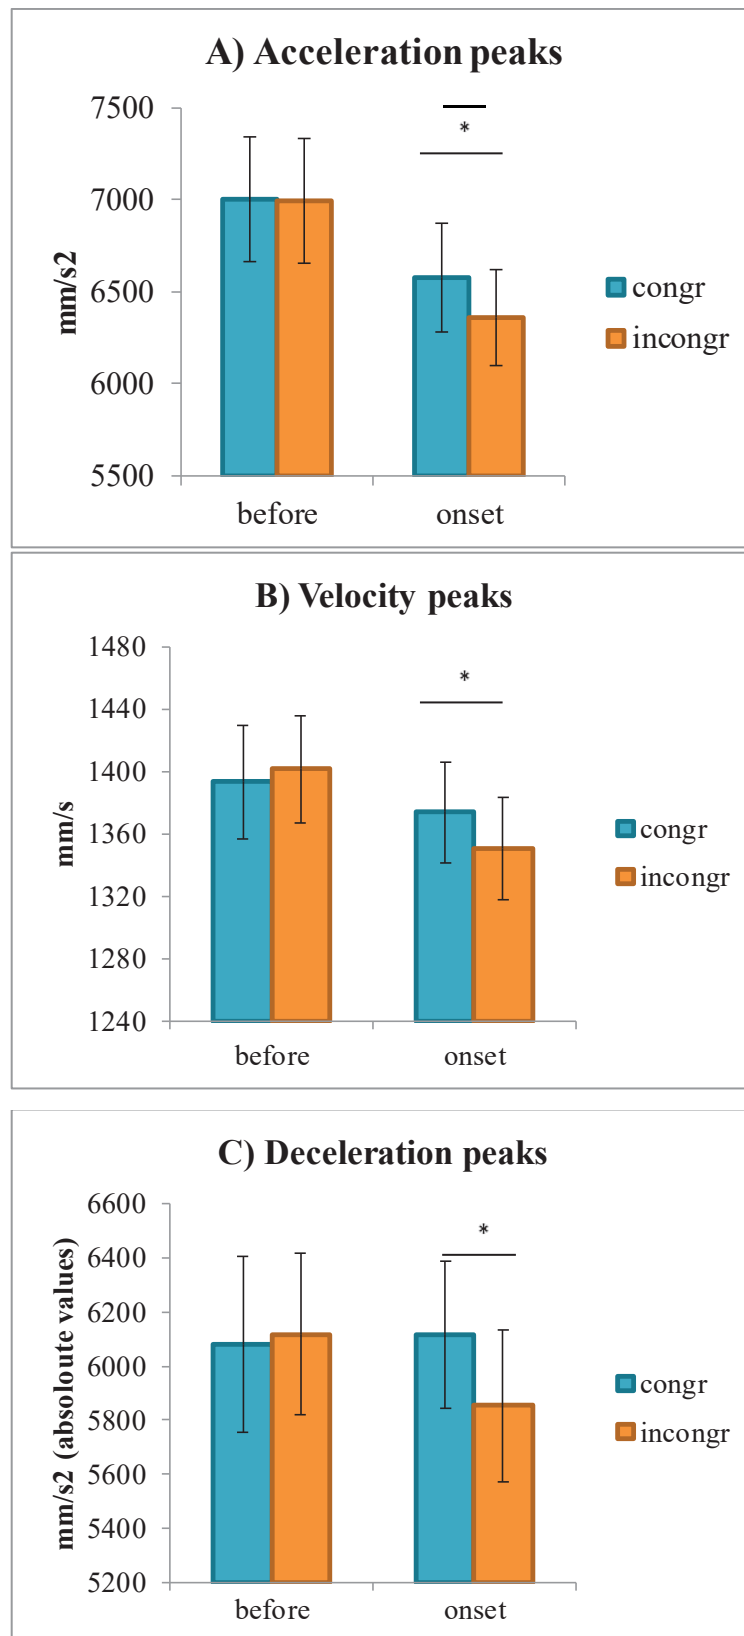 A) Acceleration peaks
7500
7000
6500
6000
5500
mm/s2
*
before
onset
congr
incongr
B) Velocity peaks
1480
1440
1400
1360
1320
1280
1240
mm/s
*
before
onset
congr
incongr
C) Deceleration peaks
6600
6400
6200
6000
5800
5600
5400
5200
mm/s2 (absoloute values)
*
before
onset
congr
incongr